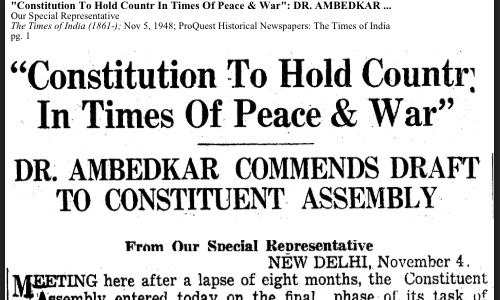 "Constitution To Hold Countr In Times Of Peace & War": DR. AMBEDKAR ...
Our Special Representative
The Times of India (1861-); Nov 5, 1948; ProQuest Historical Newspapers: The Times of India
pg. 1
"Constitution To Hold Countr
In Times Of Peace & War"
DR. AMBEDKAR COMMENDS DRAFT
TO CONSTITUENT ASSEMBLY
From Our Special Representative
NEW DELHI, November 4.
MEETING here after a lapse of eight months, the Constituent
Assembly entered today on the final phase of its task of